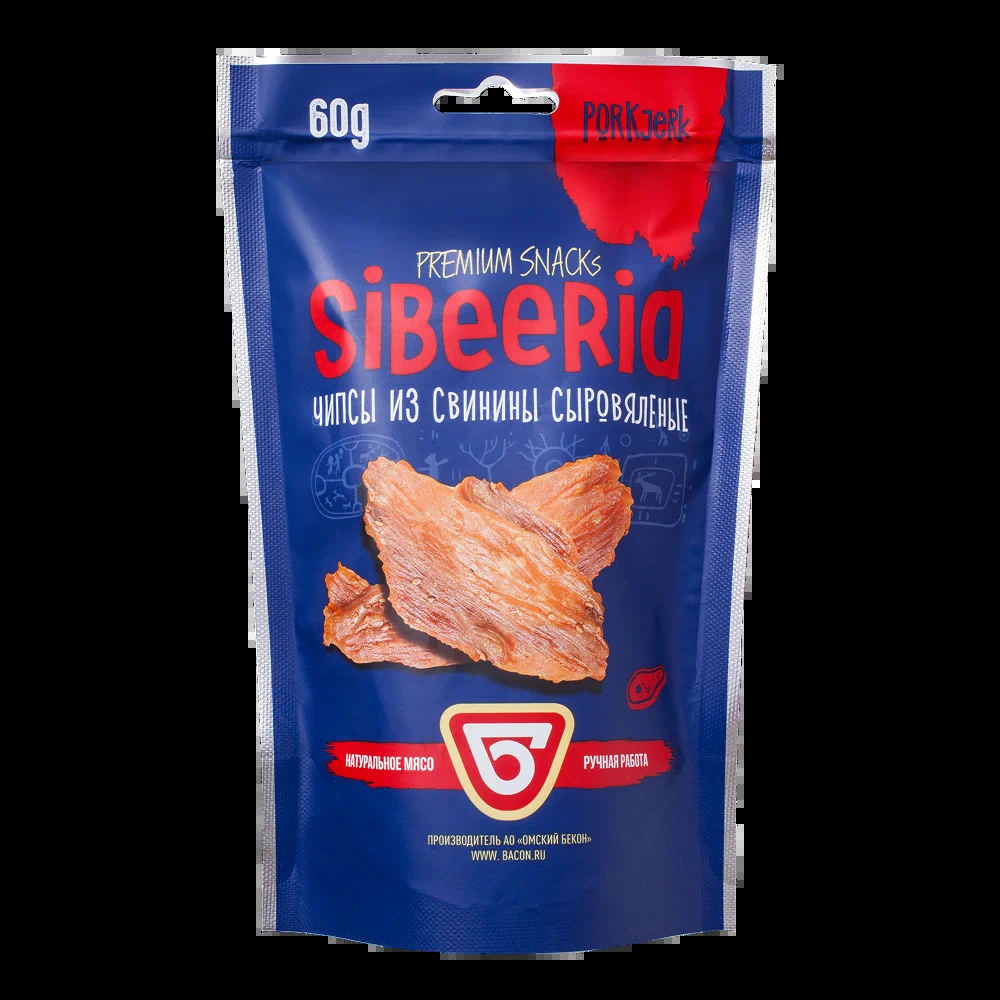 60g
PORKjeRk
PREMIUM SNACKs
SiBeeRia
ЧИПСЫ ИЗ СВИНИНЫ СЫРОВЯЛЕНЫЕ
Б
НАТУРАЛЬНОЕ МЯСО
РУЧНАЯ РАБОТА
ПРОИЗВОДИТЕЛЬ АО «ОМСКИЙ БЕКОН»
WWW. BACON.RU